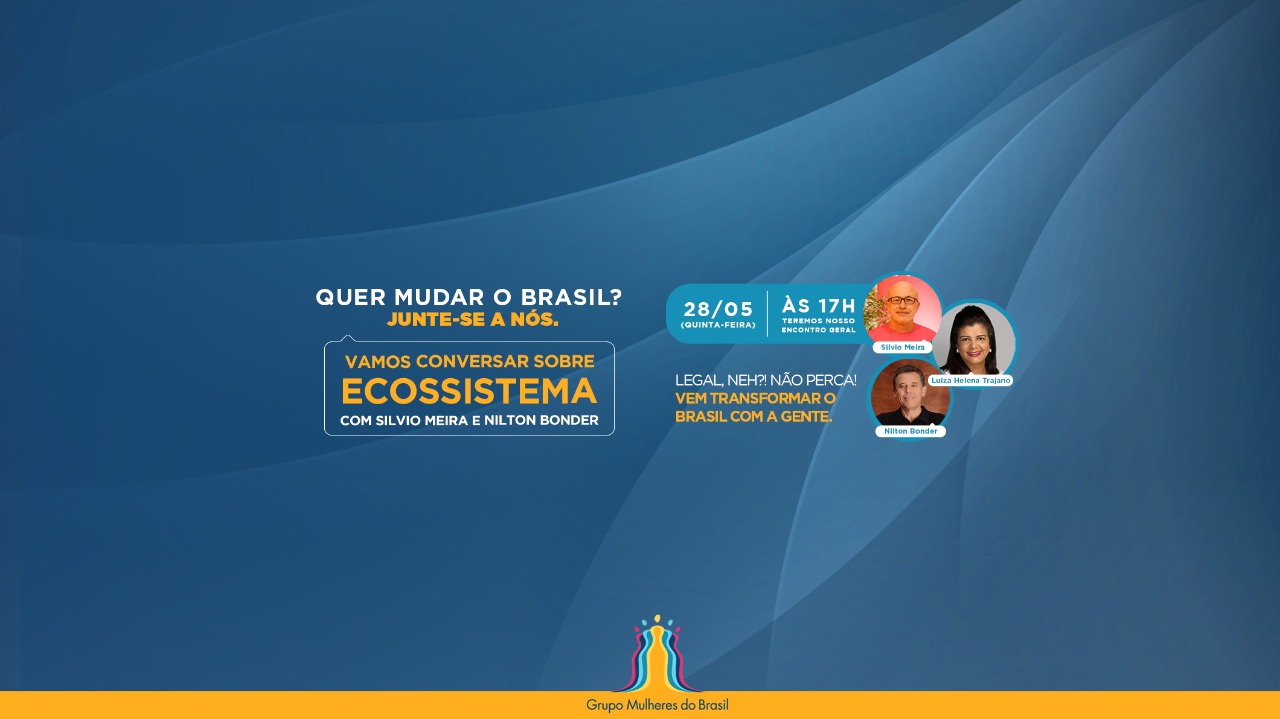 QUER MUDAR O BRASIL?
JUNTE-SE A NÓS.
VAMOS CONVERSAR SOBRE
ECOSSISTEMA
COM SILVIO MEIRA E NILTON BONDER
28/05
(QUINTA-FEIRA)
ÀS 17H
TEREMOS NOSSO
ENCONTRO GERAL
LEGAL, NEH?! NÃO PERCA!
VEM TRANSFORMAR O
BRASIL COM A GENTE.
Silvio Meira
Luiza Helena Trajano
Nilton Bonder
Grupo Mulheres do Brasil